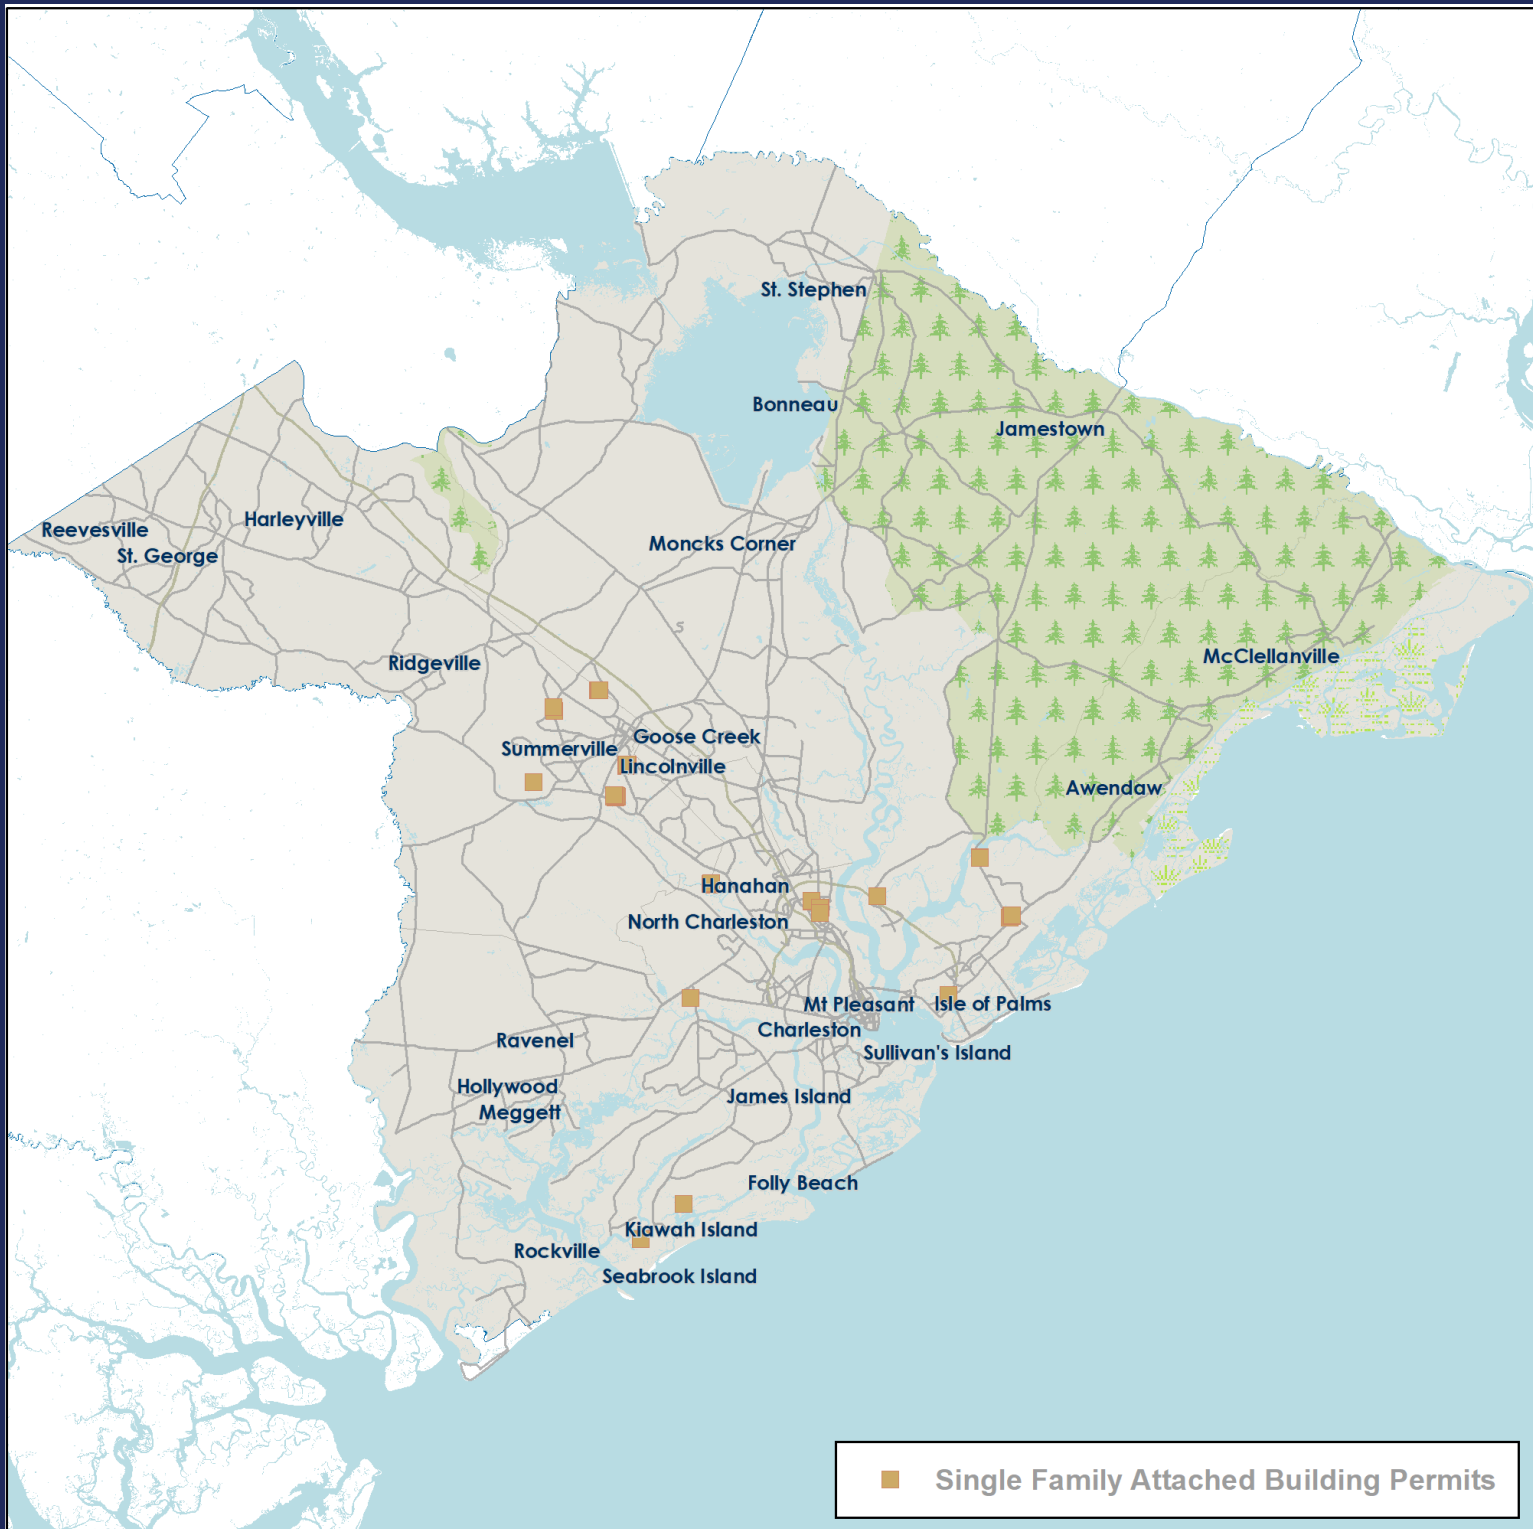 St. Stephen
Bonneau
Jamestown
Reevesville
Harleyville
St. George
Moncks Corner
Ridgeville
McClellanville
Goose Creek
Summerville
Lincolnville
Awendaw
Hanahan
North Charleston
Mt Pleasant
Isle of Palms
Charleston
Ravenel
Sullivan's Island
Hollywood
James Island
Meggett
Folly Beach
Kiawah Island
Rockville
Seabrook Island
Single Family Attached Building Permits